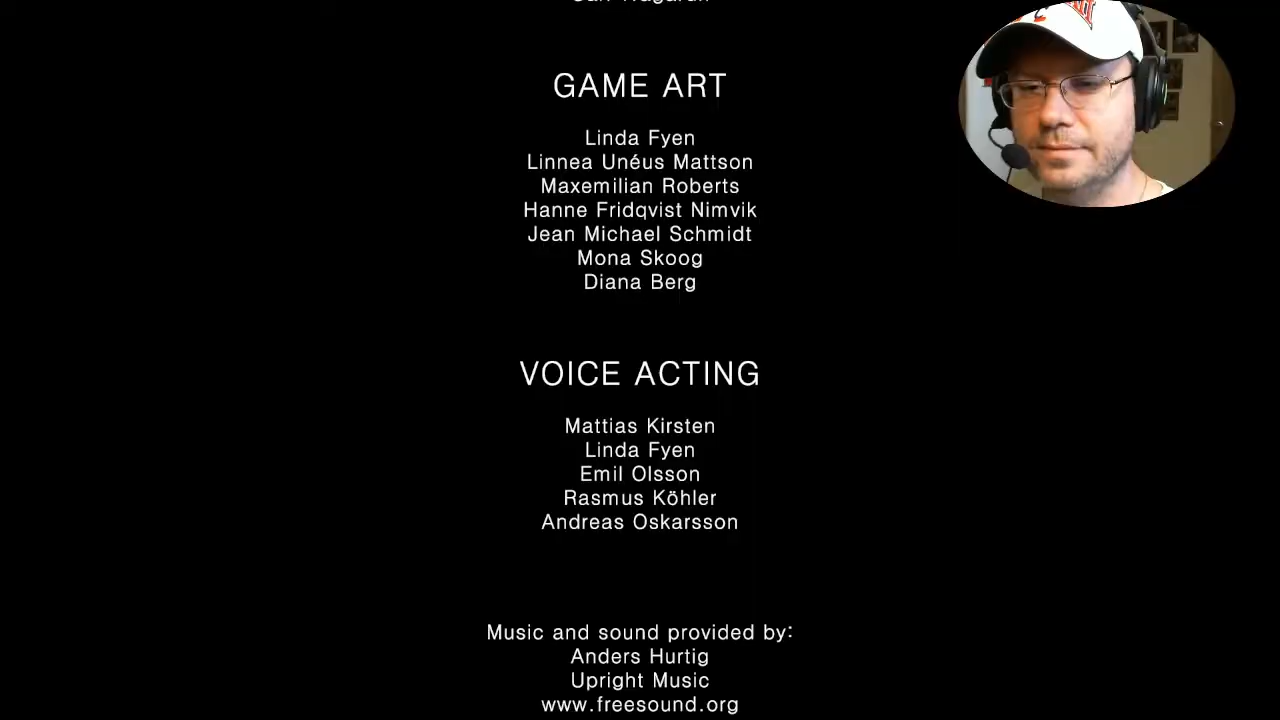 GAME ART
Linda Fyen
Linnea Unéus Mattson
Maxemilian Roberts
Hanne Fridqvist Nimvik
Jean Michael Schmidt
Mona Skoog
Diana Berg
VOICE ACTING
Mattias Kirsten
Linda Fyen
Emil Olsson
Rasmus Köhler
Andreas Oskarsson
Music and sound provided by:
Anders Hurtig
Upright Music
www.freesound.org